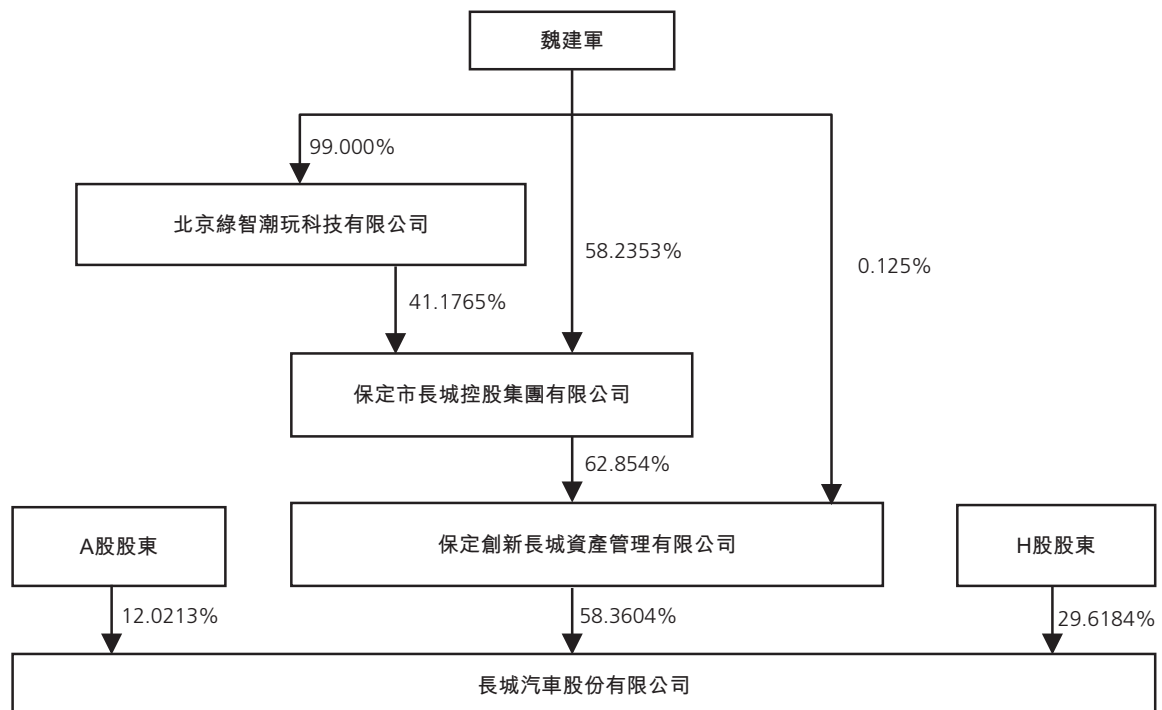 魏建軍
99.000%
北京綠智潮玩科技有限公司
58.2353%
0.125%
41.1765%
保定市長城控股集團有限公司
62.854%
A股股東
保定創新長城資產管理有限公司
H股股東
12.0213%
58.3604%
29.6184%
長城汽車股份有限公司